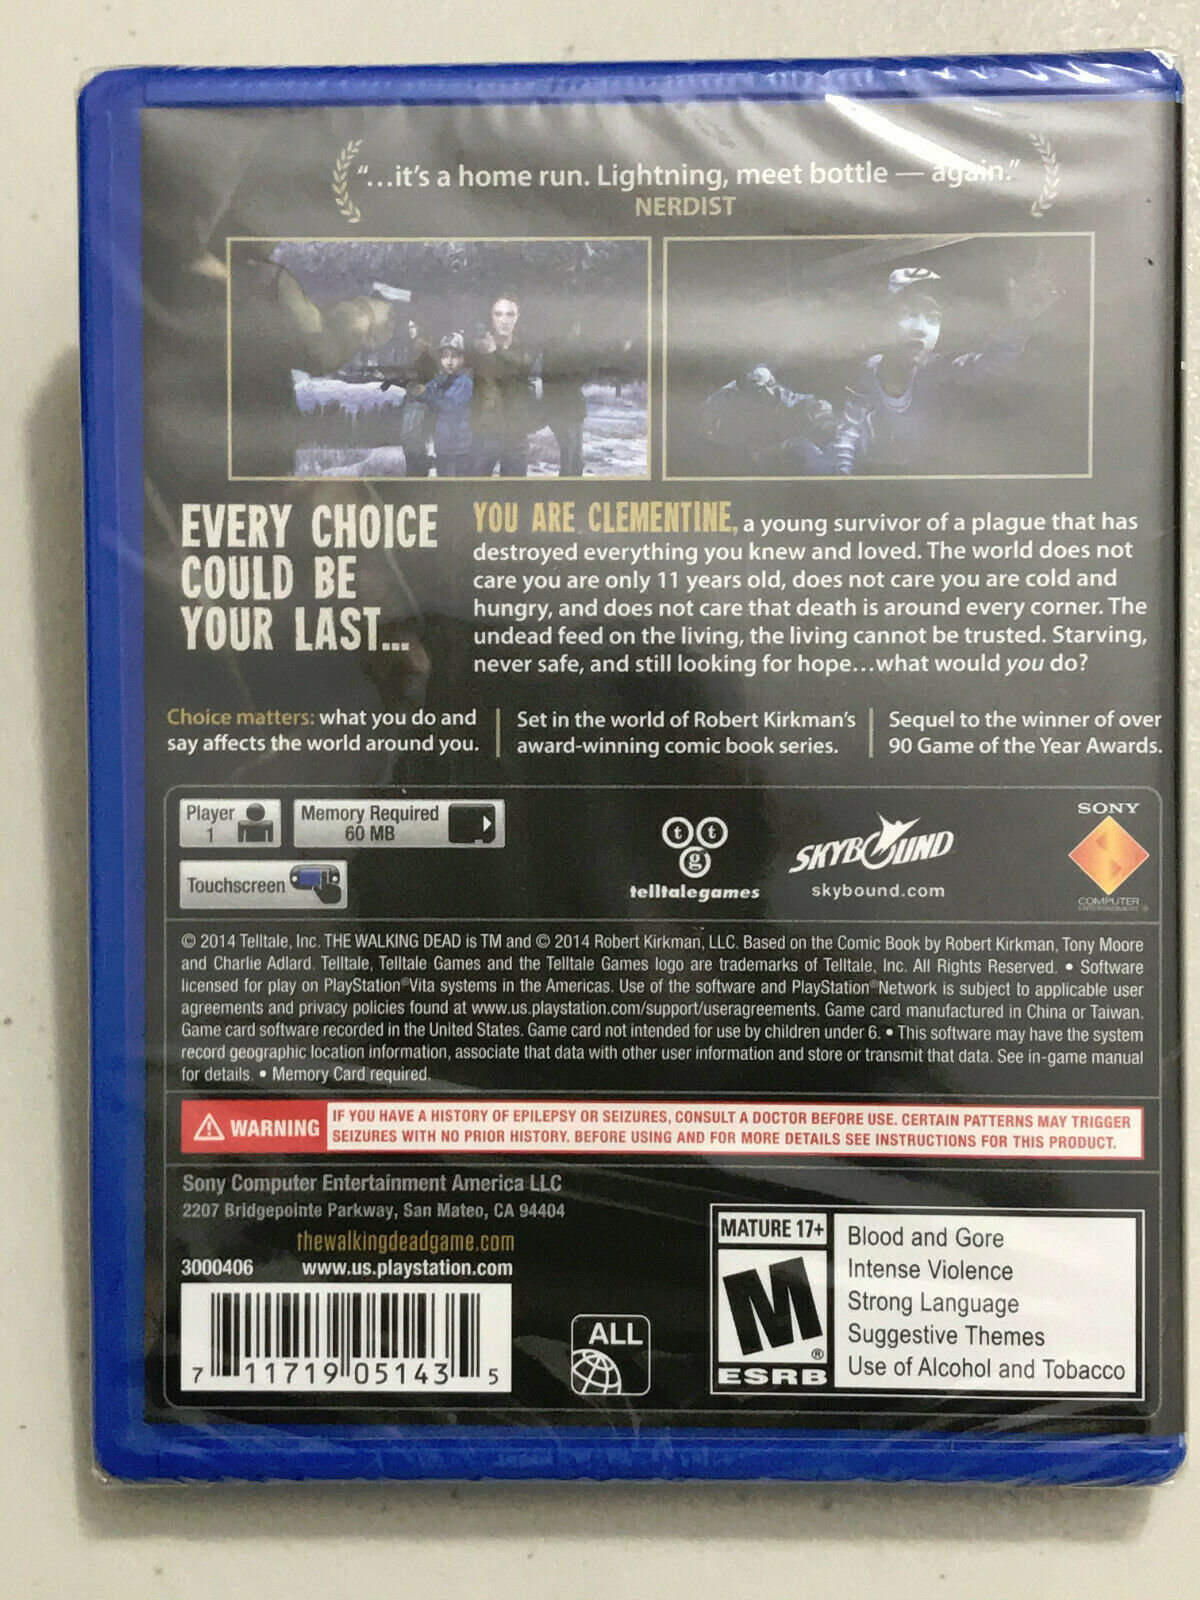 “...it’s a home run. Lightning, meet bottle — again.”
NERDIST
EVERY CHOICE
COULD BE
YOUR LAST...
YOU ARE CLEMENTINE, a young survivor of a plague that has
destroyed everything you knew and loved. The world does not
care you are only 11 years old, does not care you are cold and
hungry, and does not care that death is around every corner. The
undead feed on the living, the living cannot be trusted. Starving,
never safe, and still looking for hope...what would you do?
Choice matters: what you do and
say affects the world around you.
Set in the world of Robert Kirkman’s
award-winning comic book series.
Sequel to the winner of over
90 Game of the Year Awards.
Player
1
Memory Required
60 MB
Touchscreen
ttg
telltalegames
SKYBOUND
skybound.com
SONY
COMPUTER
ENTERTAINMENT ®
© 2014 Telltale, Inc. THE WALKING DEAD is TM and © 2014 Robert Kirkman, LLC. Based on the Comic Book by Robert Kirkman, Tony Moore
and Charlie Adlard. Telltale, Telltale Games and the Telltale Games logo are trademarks of Telltale, Inc. All Rights Reserved. • Software
licensed for play on PlayStation®Vita systems in the Americas. Use of the software and PlayStation®Network is subject to applicable user
agreements and privacy policies found at www.us.playstation.com/support/useragreements. Game card manufactured in China or Taiwan.
Game card software recorded in the United States. Game card not intended for use by children under 6. • This software may have the system
record geographic location information, associate that data with other user information and store or transmit that data. See in-game manual
for details. • Memory Card required.
WARNING
IF YOU HAVE A HISTORY OF EPILEPSY OR SEIZURES, CONSULT A DOCTOR BEFORE USE. CERTAIN PATTERNS MAY TRIGGER
SEIZURES WITH NO PRIOR HISTORY. BEFORE USING AND FOR MORE DETAILS SEE INSTRUCTIONS FOR THIS PRODUCT.
Sony Computer Entertainment America LLC
2207 Bridgepointe Parkway, San Mateo, CA 94404
thewalkingdeadgame.com
3000406 www.us.playstation.com
7 11719 05143 5
ALL
MATURE 17+
M
®
ESRB
Blood and Gore
Intense Violence
Strong Language
Suggestive Themes
Use of Alcohol and Tobacco